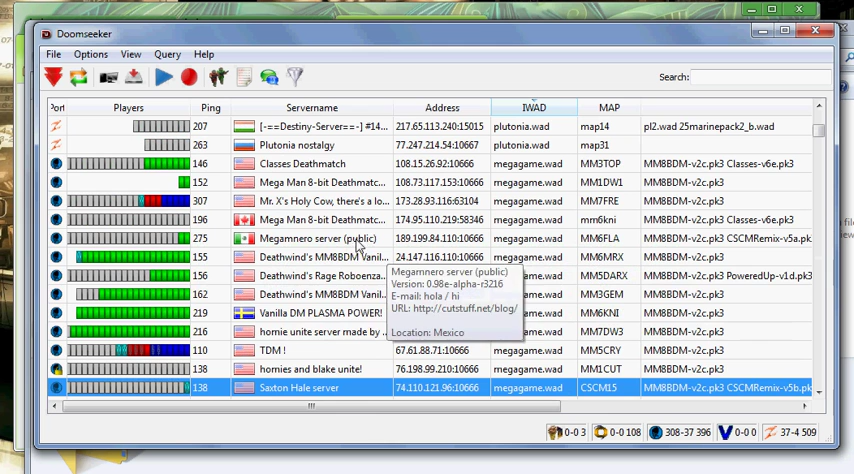 Doomseeker
File Options View Query Help
Search:
Players Ping Servername Address IWAD MAP
207 [-==Destiny-Server==-] #14... 217.65.113.240:15015 plutonia.wad map14 pl2.wad 25marinepack2_b.wad
263 Plutonia nostalgy 77.247.214.54:10667 plutonia.wad map31
146 Classes Deathmatch 108.15.26.92:10666 megagame.wad MM3TOP MM8BDM-v2c.pk3 Classes-v6e.pk3
152 Mega Man 8-bit Deathmatc... 108.73.117.153:10666 megagame.wad MM1DW1 MM8BDM-v2c.pk3
307 Mr. X's Holy Cow, there's a lo... 173.28.93.116:63104 megagame.wad MM7FRE MM8BDM-v2c.pk3
196 Mega Man 8-bit Deathmatc... 174.95.110.219:58346 megagame.wad mm6kni MM8BDM-v2c.pk3 Classes-v6e.pk3
275 Megamnero server (public) 189.199.84.110:10666 megagame.wad MM6FLA MM8BDM-v2c.pk3 CSCMRemix-v5a.pk
155 Deathwind's MM8BDM Vanil... 24.147.116.110:10666 megagame.wad MM6MRX MM8BDM-v2c.pk3
156 Deathwind's Rage Roboenza... megagame.wad MM5DARX MM8BDM-v2c.pk3 PoweredUp-v1d.pk3
162 Deathwind's MM8BDM Vanil... megagame.wad MM3GEM MM8BDM-v2c.pk3
219 Vanilla DM PLASMA POWER! megagame.wad MM6KNI MM8BDM-v2c.pk3
216 hornie unite server made by ... megagame.wad MM7DW3 MM8BDM-v2c.pk3
110 TDM ! 67.61.88.71:10666 megagame.wad MM5CRY MM8BDM-v2c.pk3
138 hornies and blake unite! 76.198.99.210:10666 megagame.wad MM1CUT MM8BDM-v2c.pk3
138 Saxton Hale server 74.110.121.96:10666 megagame.wad CSCM15 MM8BDM-v2c.pk3 CSCMRemix-v5b.pk
Megamnero server (public)
Version: 0.98e-alpha-r3216
E-mail: hola / hi
URL: http://cutstuff.net/blog/
Location: Mexico
0-0 3 0-0 108 308-37 396 0-0 0 37-4 509